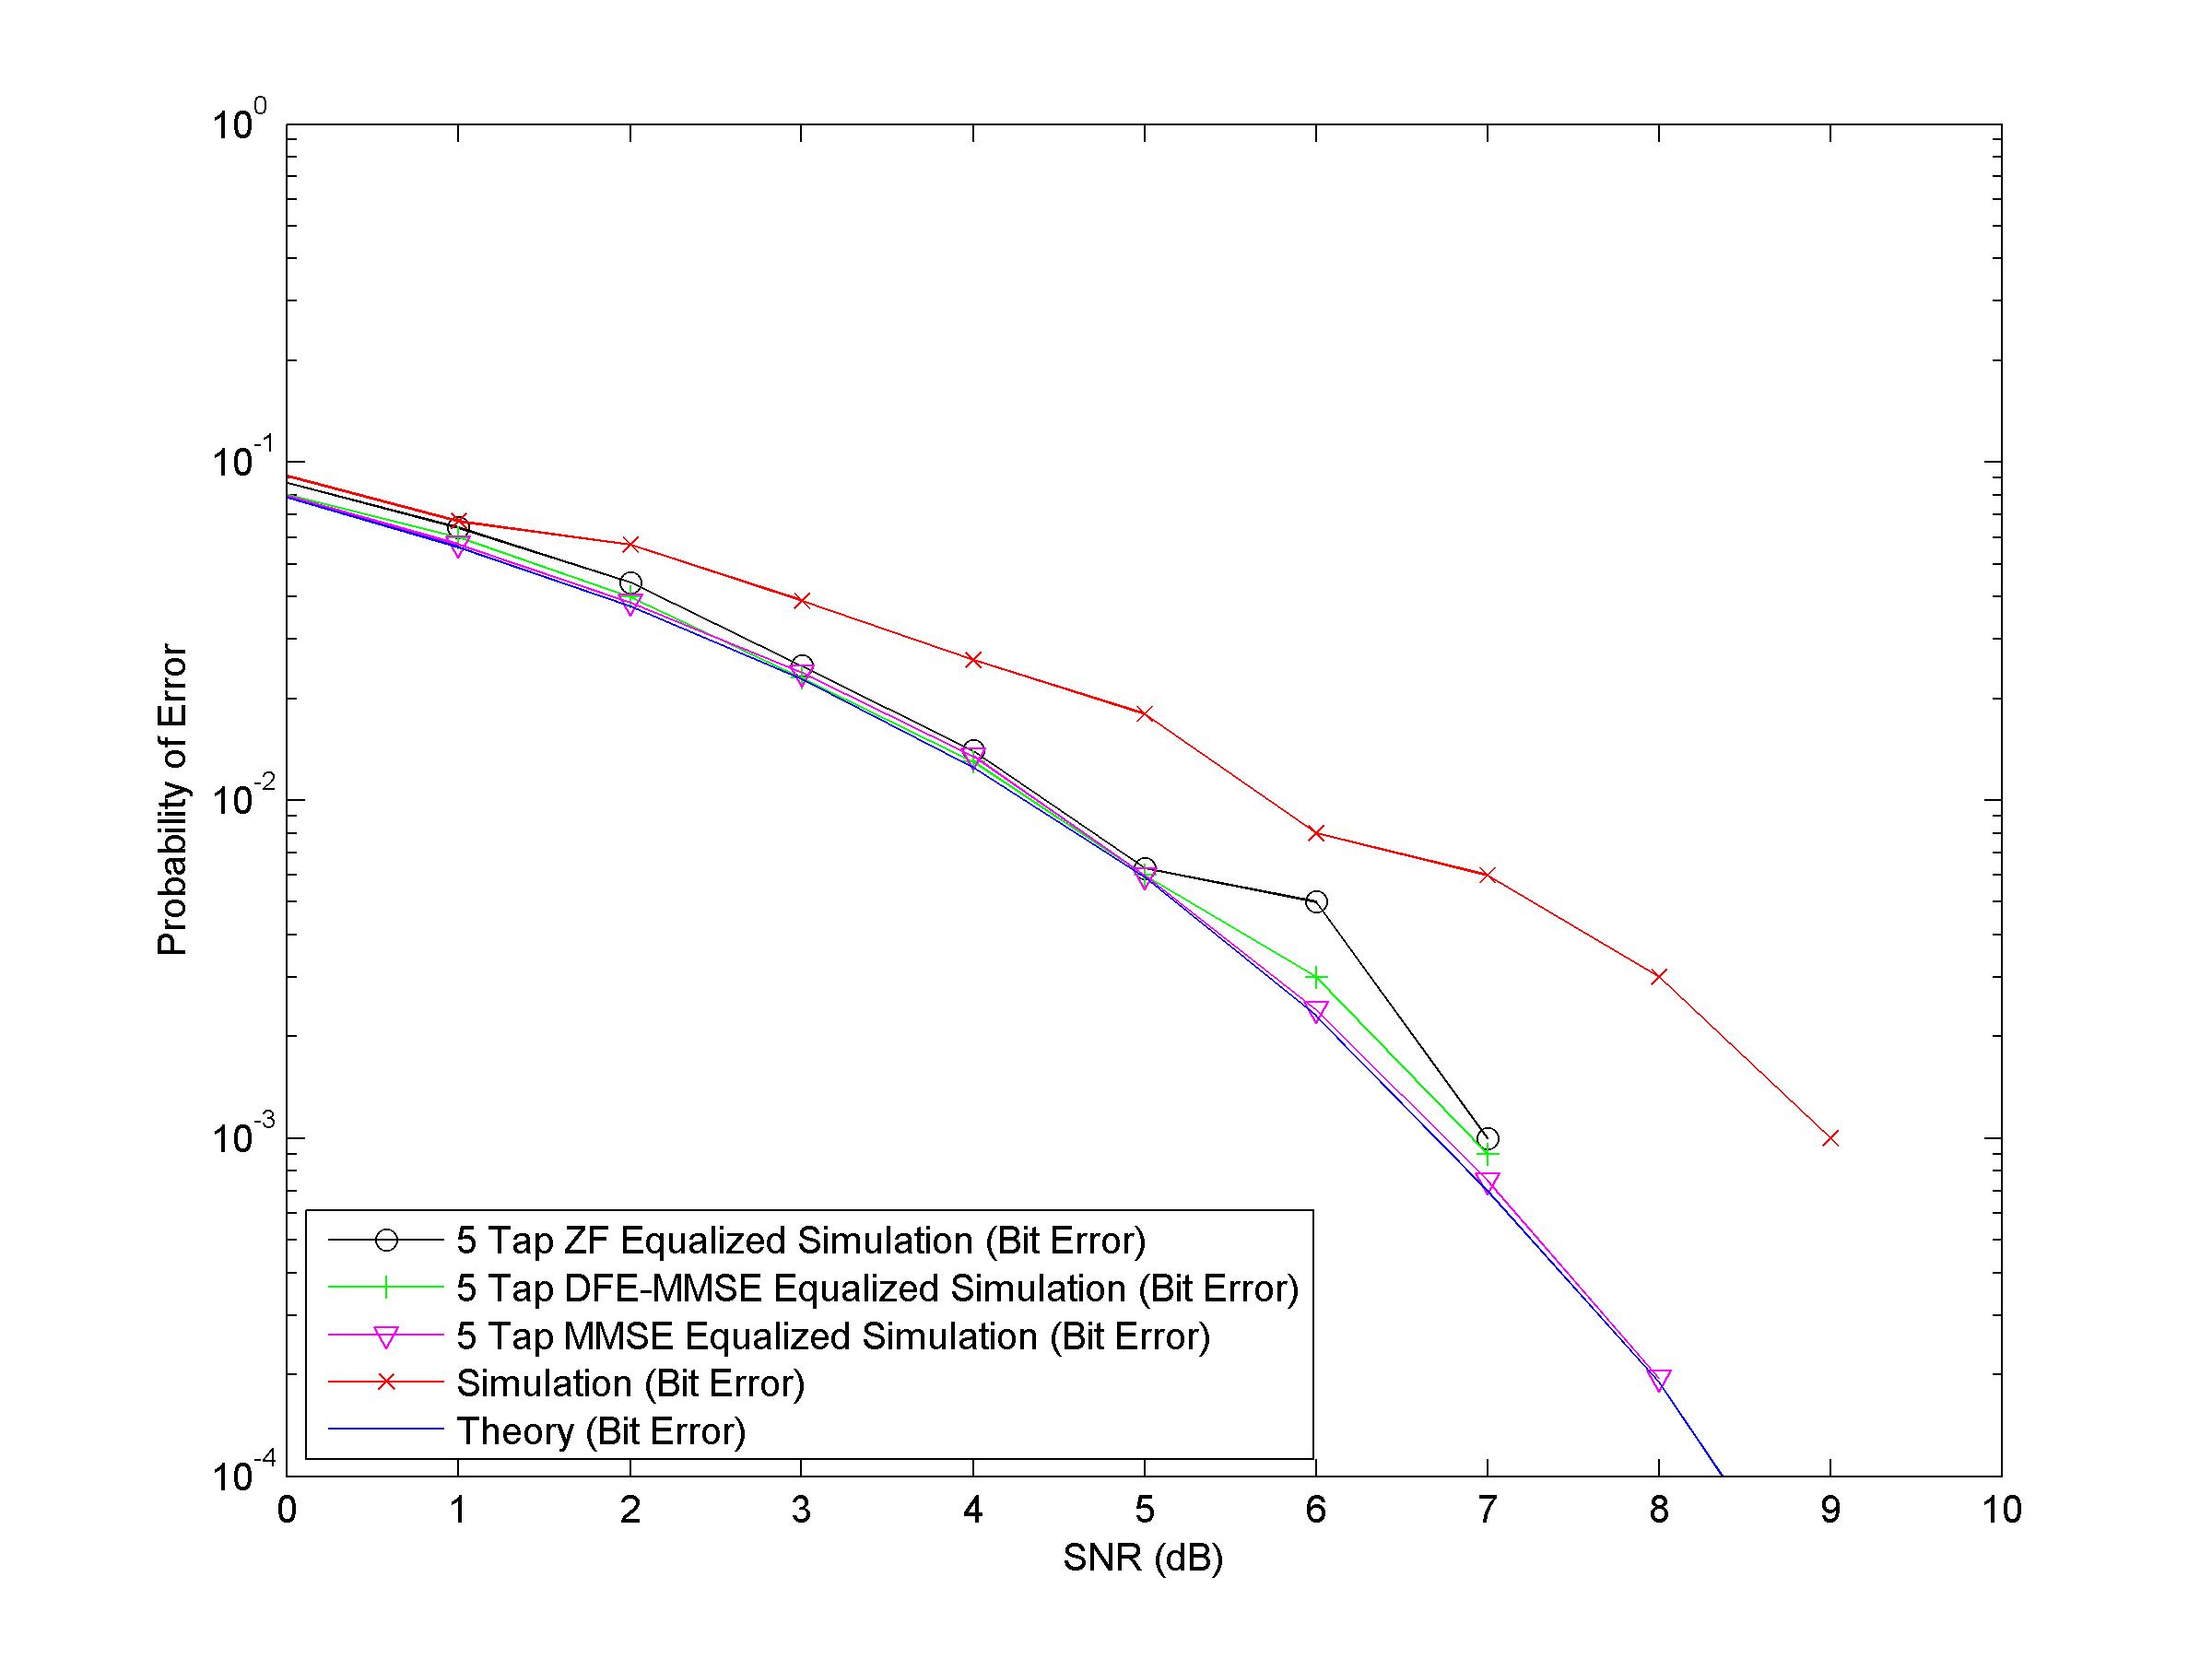 10^0
10^-1
10^-2
10^-3
10^-4
Probability of Error
5 Tap ZF Equalized Simulation (Bit Error)
5 Tap DFE-MMSE Equalized Simulation (Bit Error)
5 Tap MMSE Equalized Simulation (Bit Error)
Simulation (Bit Error)
Theory (Bit Error)
0 1 2 3 4 5 6 7 8 9 10
SNR (dB)